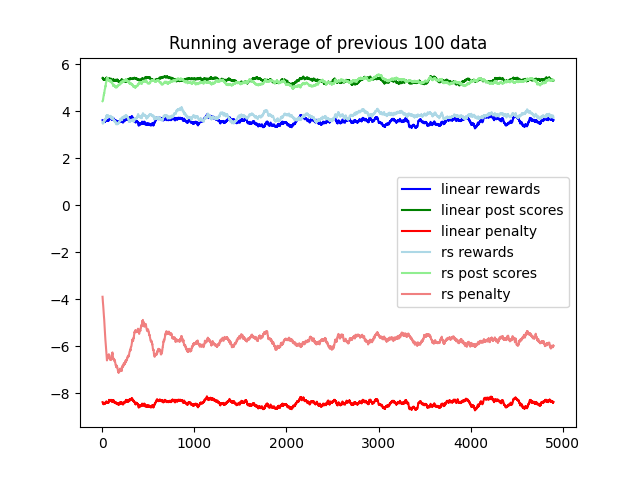 Running average of previous 100 data
6
4
2
0
−2
−4
−6
−8
linear rewards
linear post scores
linear penalty
rs rewards
rs post scores
rs penalty
0 1000 2000 3000 4000 5000